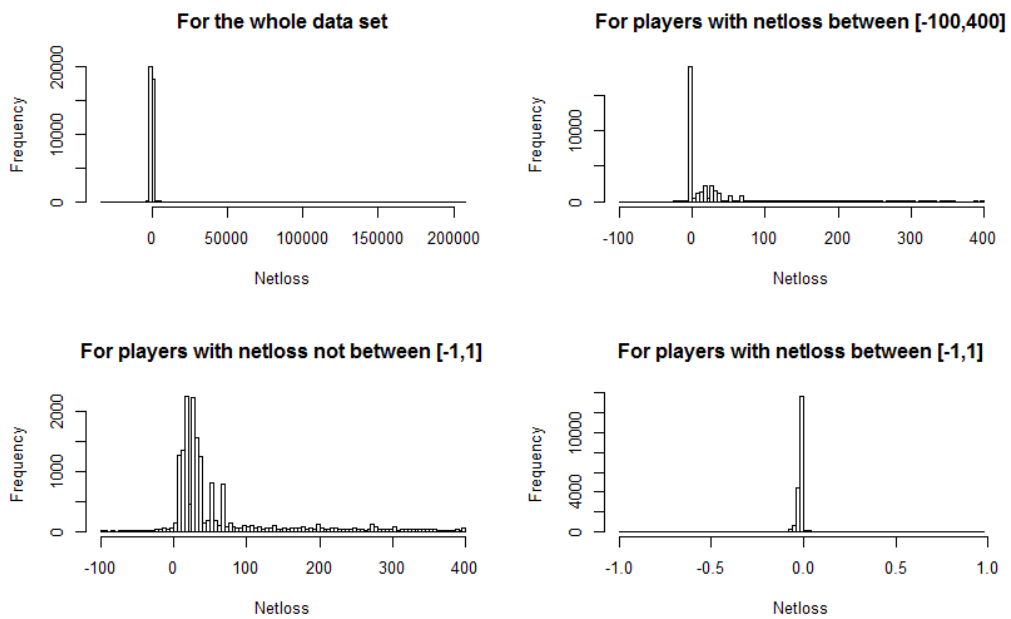 For the whole data set
Frequency
20000
10000
0
0 50000 100000 150000 200000
Netloss
For players with netloss between [-100,400]
Frequency
10000
0
-100 0 100 200 300 400
Netloss
For players with netloss not between [-1,1]
Frequency
2000
1000
0
-100 0 100 200 300 400
Netloss
For players with netloss between [-1,1]
Frequency
10000
4000
0
-1.0 -0.5 0.0 0.5 1.0
Netloss